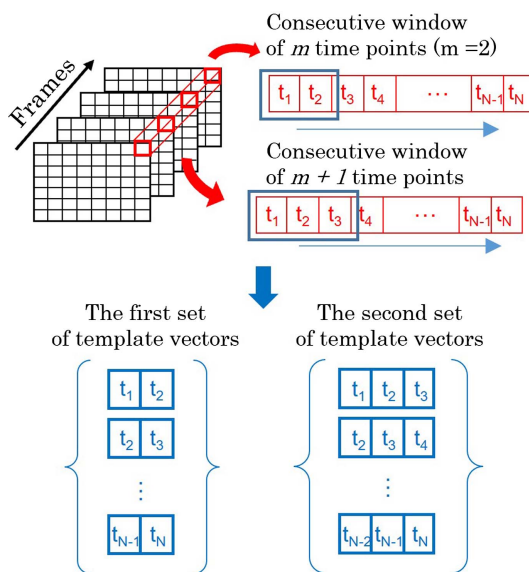 Frames
Consecutive window
of m time points (m =2)
t1 t2 t3 t4 ... tN-1 tN
Consecutive window
of m + 1 time points
t1 t2 t3 t4 ... tN-1 tN
The first set
of template vectors
t1 t2
t2 t3
⋮
tN-1 tN
The second set
of template vectors
t1 t2 t3
t2 t3 t4
⋮
tN-2 tN-1 tN